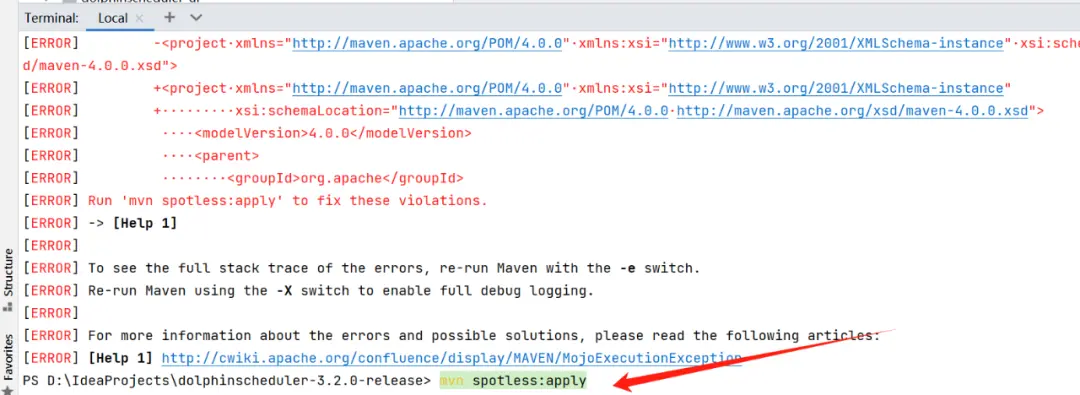 dolphinscheduler-ui
Terminal: Local × + ∨
[ERROR] -<project·xmlns="http://maven.apache.org/POM/4.0.0"·xmlns:xsi="http://www.w3.org/2001/XMLSchema-instance"·xsi:sche
d/maven-4.0.0.xsd">
[ERROR] +<project·xmlns="http://maven.apache.org/POM/4.0.0"·xmlns:xsi="http://www.w3.org/2001/XMLSchema-instance"
[ERROR] +·········xsi:schemaLocation="http://maven.apache.org/POM/4.0.0·http://maven.apache.org/xsd/maven-4.0.0.xsd">
[ERROR] ····<modelVersion>4.0.0</modelVersion>
[ERROR] ····<parent>
[ERROR] ········<groupId>org.apache</groupId>
[ERROR] Run 'mvn spotless:apply' to fix these violations.
[ERROR] -> [Help 1]
[ERROR]
[ERROR] To see the full stack trace of the errors, re-run Maven with the -e switch.
[ERROR] Re-run Maven using the -X switch to enable full debug logging.
[ERROR]
[ERROR] For more information about the errors and possible solutions, please read the following articles:
[ERROR] [Help 1] http://cwiki.apache.org/confluence/display/MAVEN/MojoExecutionException
PS D:\IdeaProjects\dolphinscheduler-3.2.0-release> mvn spotless:apply
Structure
Favorites